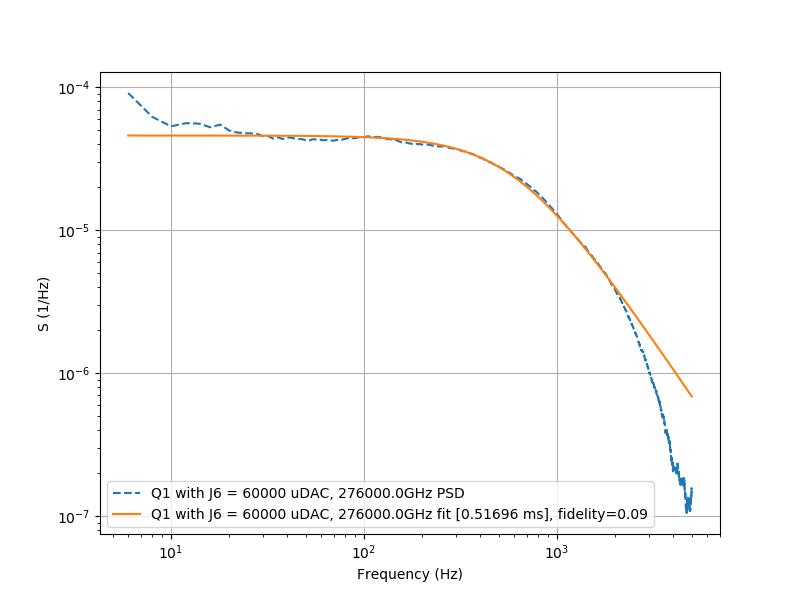 10⁻⁴
10⁻⁵
10⁻⁶
10⁻⁷
S (1/Hz)
Q1 with J6 = 60000 uDAC, 276000.0GHz PSD
Q1 with J6 = 60000 uDAC, 276000.0GHz fit [0.51696 ms], fidelity=0.09
10¹ 10² 10³
Frequency (Hz)